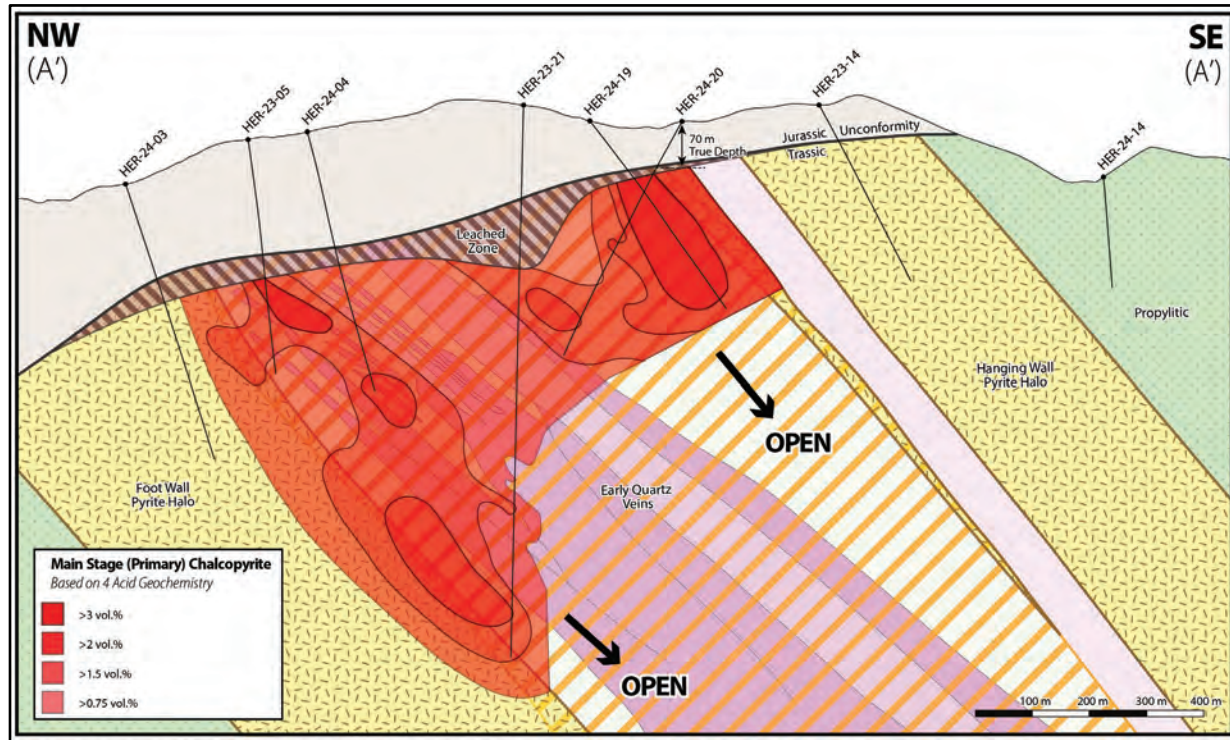 NW
(A')
SE
(A')
HER-24-03
HER-23-05
HER-24-04
HER-23-21
HER-24-19
HER-24-20
HER-23-14
HER-24-14
70 m
True Depth
Jurassic Unconformity
Trassic
Leached
Zone
Propylitic
Hanging Wall
Pyrite Halo
OPEN
Early Quartz
Veins
Foot Wall
Pyrite Halo
OPEN
Main Stage (Primary) Chalcopyrite
Based on 4 Acid Geochemistry
>3 vol.%
>2 vol.%
>1.5 vol.%
>0.75 vol.%
100 m 200 m 300 m 400 m